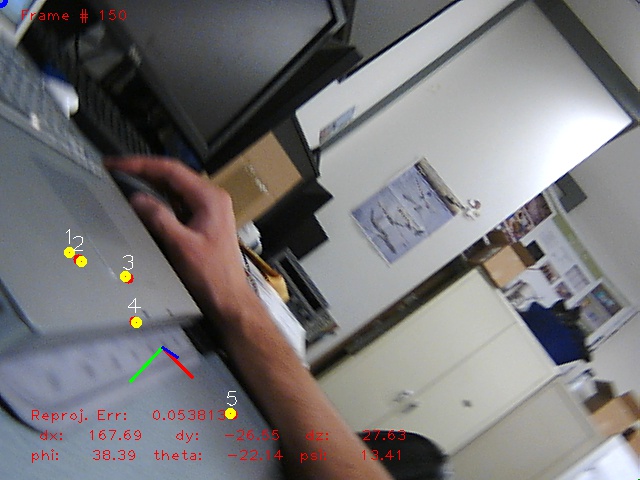 Frame # 150
1
2
3
4
5
Reproj. Err: 0.053813
dx: 167.69 dy: -26.65 dz: 27.63
phi: 38.39 theta: -22.14 psi: 13.41